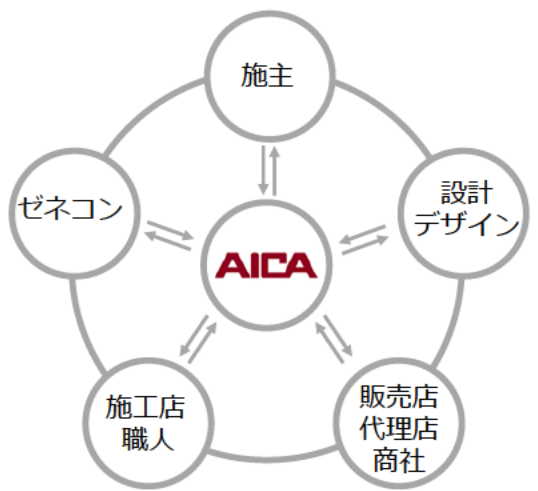 施主
設計
デザイン
ゼネコン
AICA
施工店
職人
販売店
代理店
商社